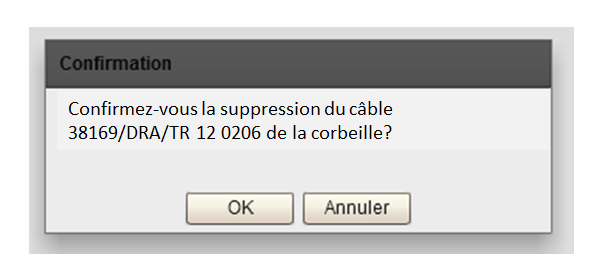 Confirmation
Confirmez-vous la suppression du câble
38169/DRA/TR 12 0206 de la corbeille?
OK
Annuler